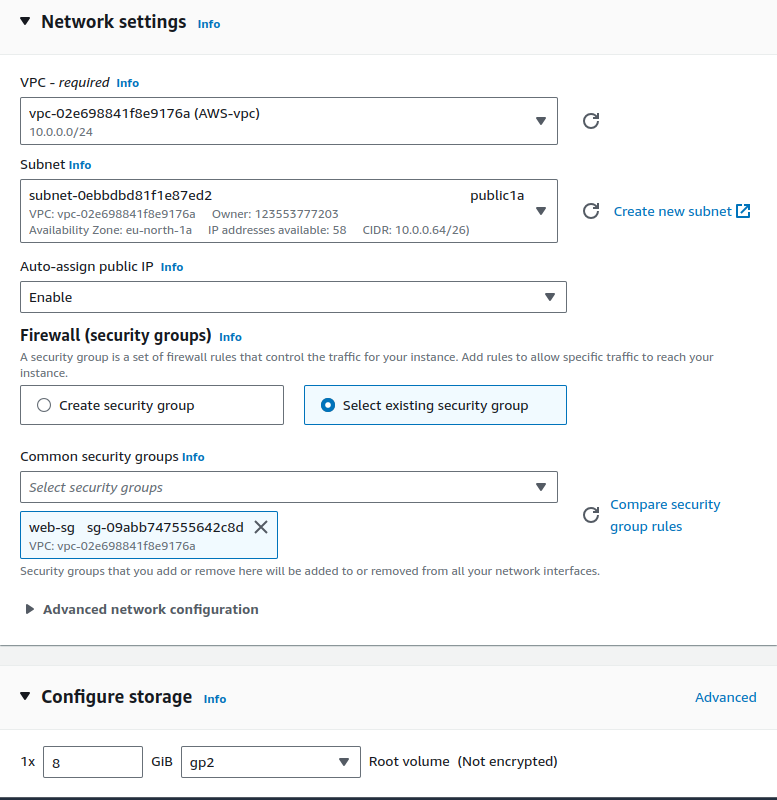 Network settings Info
VPC - required Info
vpc-02e698841f8e9176a (AWS-vpc)
10.0.0.0/24
Subnet Info
subnet-0ebbdbd81f1e87ed2 public1a
VPC: vpc-02e698841f8e9176a Owner: 123553777203
Availability Zone: eu-north-1a IP addresses available: 58 CIDR: 10.0.0.64/26)
Create new subnet
Auto-assign public IP Info
Enable
Firewall (security groups) Info
A security group is a set of firewall rules that control the traffic for your instance. Add rules to allow specific traffic to reach your
instance.
Create security group
Select existing security group
Common security groups Info
Select security groups
web-sg sg-09abb747555642c8d
VPC: vpc-02e698841f8e9176a
Compare security
group rules
Security groups that you add or remove here will be added to or removed from all your network interfaces.
Advanced network configuration
Configure storage Info
Advanced
1x 8 GiB gp2 Root volume (Not encrypted)